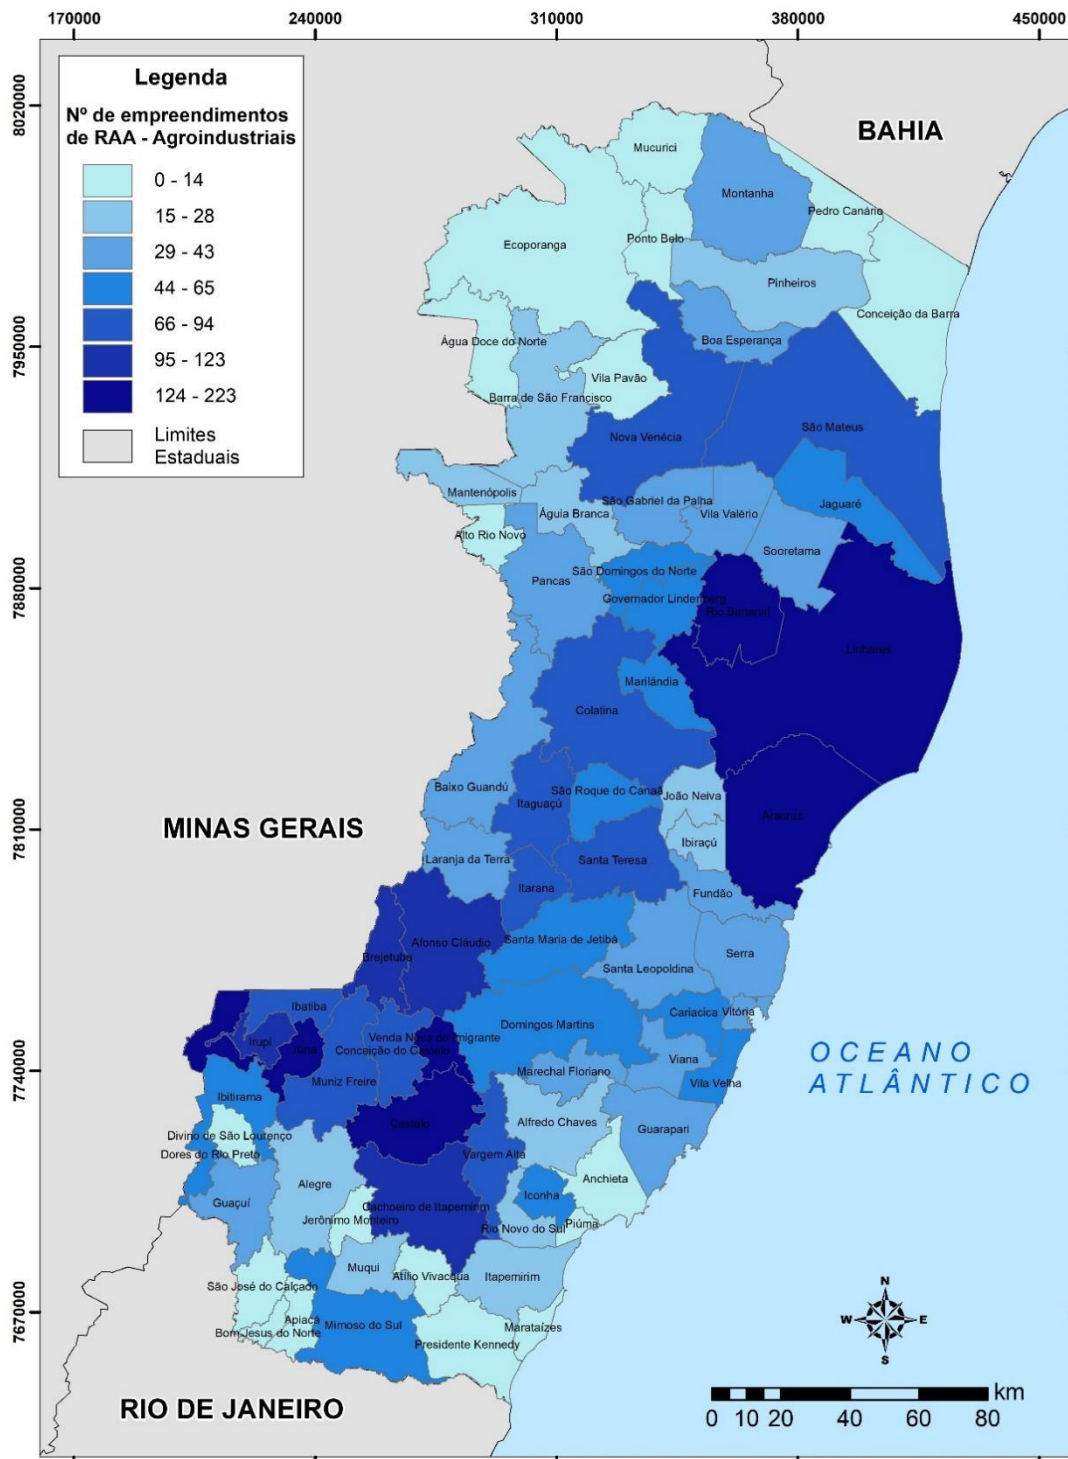 170000 240000 310000 380000 450000
8020000
7950000
7880000
7810000
7740000
7670000
Legenda
Nº de empreendimentos
de RAA - Agroindustriais
0 - 14
15 - 28
29 - 43
44 - 65
66 - 94
95 - 123
124 - 223
Limites
Estaduais
BAHIA
Mucurici
Montanha
Pedro Canário
Ecoporanga
Ponto Belo
Pinheiros
Conceição da Barra
Água Doce do Norte
Boa Esperança
Vila Pavão
Barra de São Francisco
Nova Venécia
São Mateus
Mantenópolis
São Gabriel da Palha
Jaguaré
Águia Branca
Vila Valério
Alto Rio Novo
Sooretama
São Domingos do Norte
Pancas
Governador Lindenberg
Rio Bananal
Linhares
Marilândia
Colatina
Baixo Guandú
São Roque do Canaã
João Neiva
Itaguaçú
Aracruz
MINAS GERAIS
Ibiraçú
Laranja da Terra
Santa Teresa
Itarana
Fundão
Afonso Cláudio
Santa Maria de Jetibá
Brejetuba
Serra
Santa Leopoldina
Ibatiba
Cariacica
Vitória
Domingos Martins
Irupi
Iúna
Venda Nova do Imigrante
Conceição do Castelo
Viana
Marechal Floriano
Muniz Freire
Vila Velha
Ibitirama
Castelo
Alfredo Chaves
Guarapari
Divino de São Lourenço
Dores do Rio Preto
Vargem Alta
Anchieta
Alegre
Iconha
Guaçuí
Cachoeiro de Itapemirim
Jerônimo Monteiro
Rio Novo do Sul
Piúma
Muqui
Atílio Vivacqua
Itapemirim
São José do Calçado
Apiacá
Mimoso do Sul
Bom Jesus do Norte
Marataízes
Presidente Kennedy
OCEANO
ATLÂNTICO
RIO DE JANEIRO
N
W E
S
km
0 10 20 40 60 80